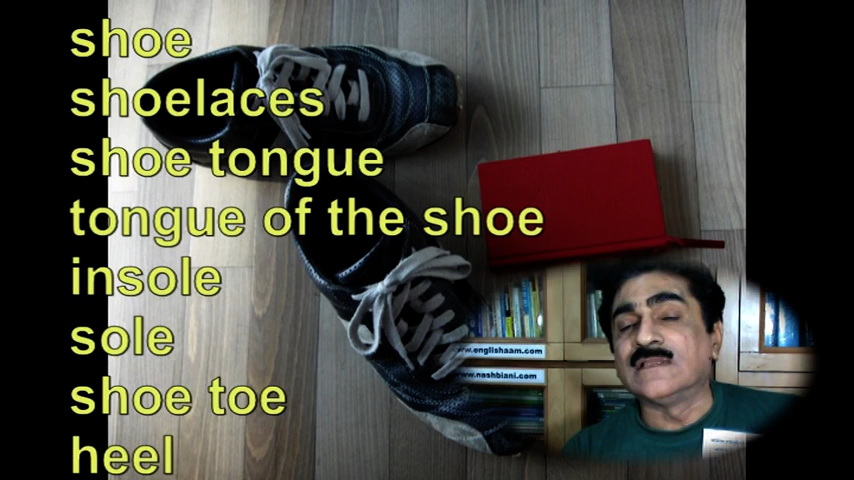 shoe
shoelaces
shoe tongue
tongue of the shoe
insole
sole
shoe toe
heel
www.englishaam.com
www.nashbiani.com